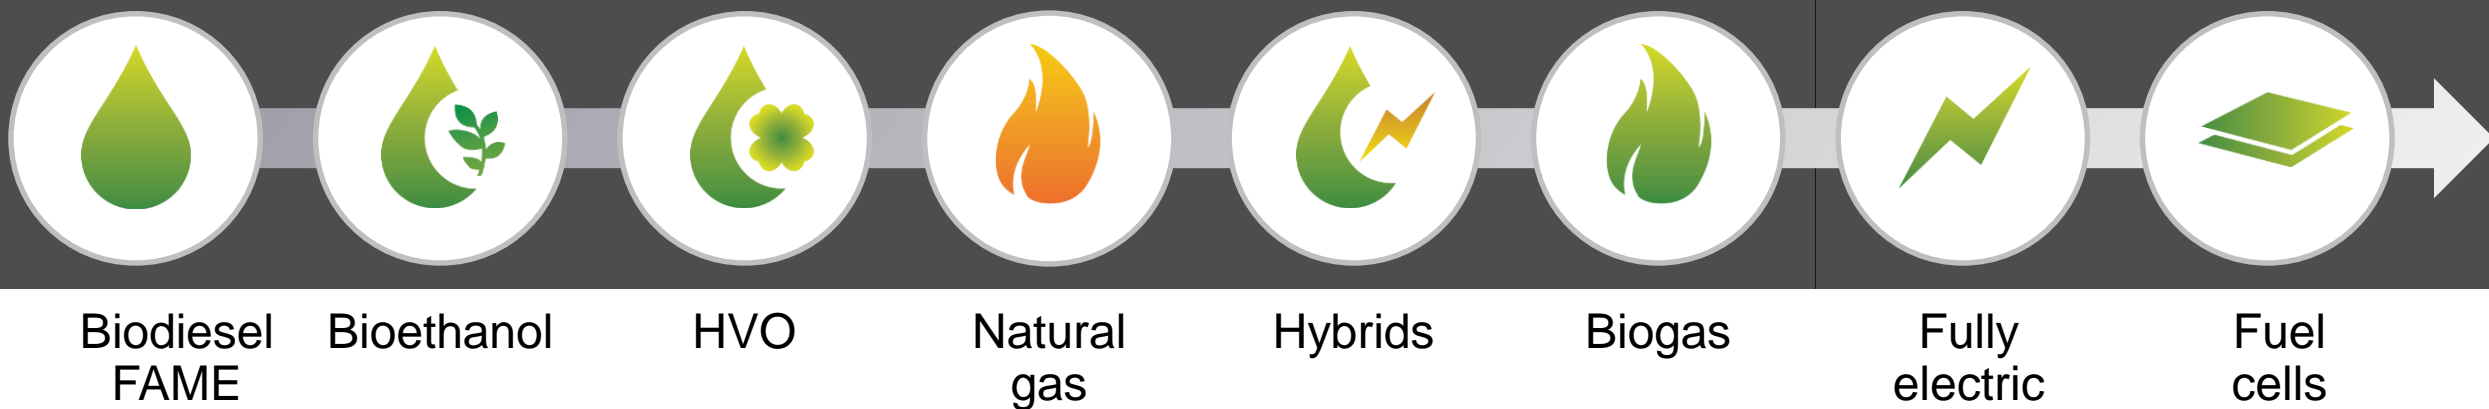 Biodiesel
FAME
Bioethanol
HVO
Natural
gas
Hybrids
Biogas
Fully
electric
Fuel
cells